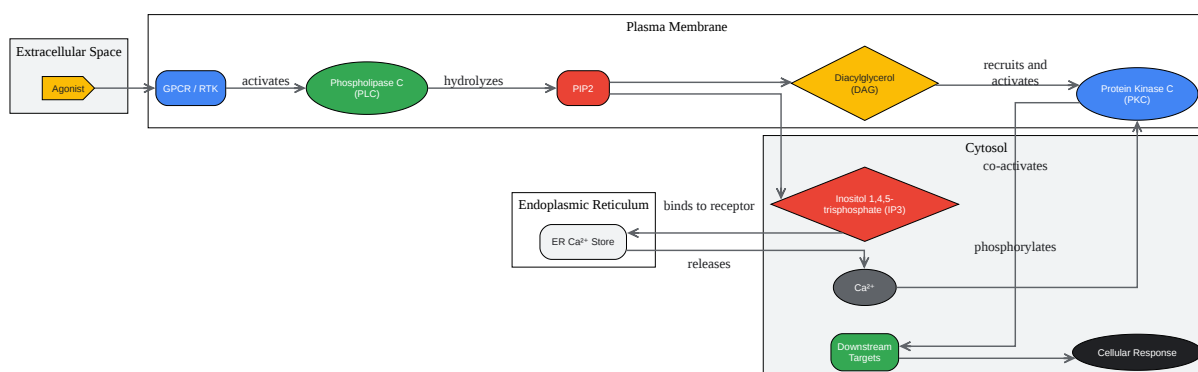 Plasma Membrane
Extracellular Space
Agonist
GPCR / RTK
activates
Phospholipase C
(PLC)
hydrolyzes
PIP2
Diacylglycerol
(DAG)
recruits and
activates
Protein Kinase C
(PKC)
Cytosol
co-activates
Inositol 1,4,5-
trisphosphate (IP3)
Endoplasmic Reticulum
binds to receptor
ER Ca²⁺ Store
releases
phosphorylates
Ca²⁺
Downstream
Targets
Cellular Response